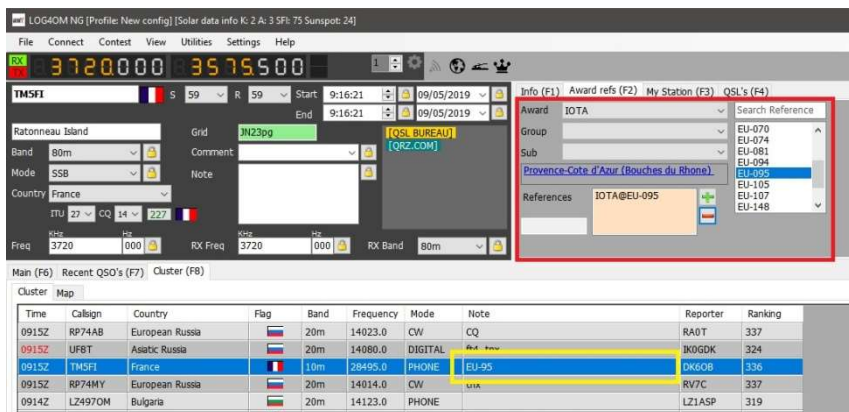 LOG4OM NG [Profile: New config] [Solar data info K: 2 A: 3 SFI: 75 Sunspot: 24]
File Connect Contest View Utilities Settings Help
RX 3720.000 3575.500 1
TX
Info (F1) Award refs (F2) My Station (F3) QSL's (F4)
TM5FI S 59 R 59 Start 9:16:21 09/05/2019
End 9:16:21 09/05/2019
Award IOTA Search Reference
Ratonneau Island Grid JN23pg [QSL BUREAU]
[QRZ.COM]
Group
Band 80m Comment
Sub
Mode SSB Note
Provence-Cote d'Azur (Bouches du Rhone)
Country France
References IOTA@EU-095
EU-070
EU-074
EU-081
EU-094
EU-095
EU-105
EU-107
EU-148
ITU 27 CQ 14 227
KHz Hz KHz Hz
Freq 3720 000 RX Freq 3720 000 RX Band 80m
Main (F6) Recent QSO's (F7) Cluster (F8)
Cluster Map
Time Callsign Country Flag Band Frequency Mode Note Reporter Ranking
0915Z RP74AB European Russia 20m 14023.0 CW CQ RA0T 337
0915Z UF8T Asiatic Russia 20m 14080.0 DIGITAL ft4 tnx IK0GDK 324
0915Z TM5FI France 10m 28495.0 PHONE EU-95 DK6OB 336
0915Z RP74MY European Russia 20m 14014.0 CW tnx RV7C 337
0914Z LZ497OM Bulgaria 20m 14123.0 PHONE LZ1ASP 319